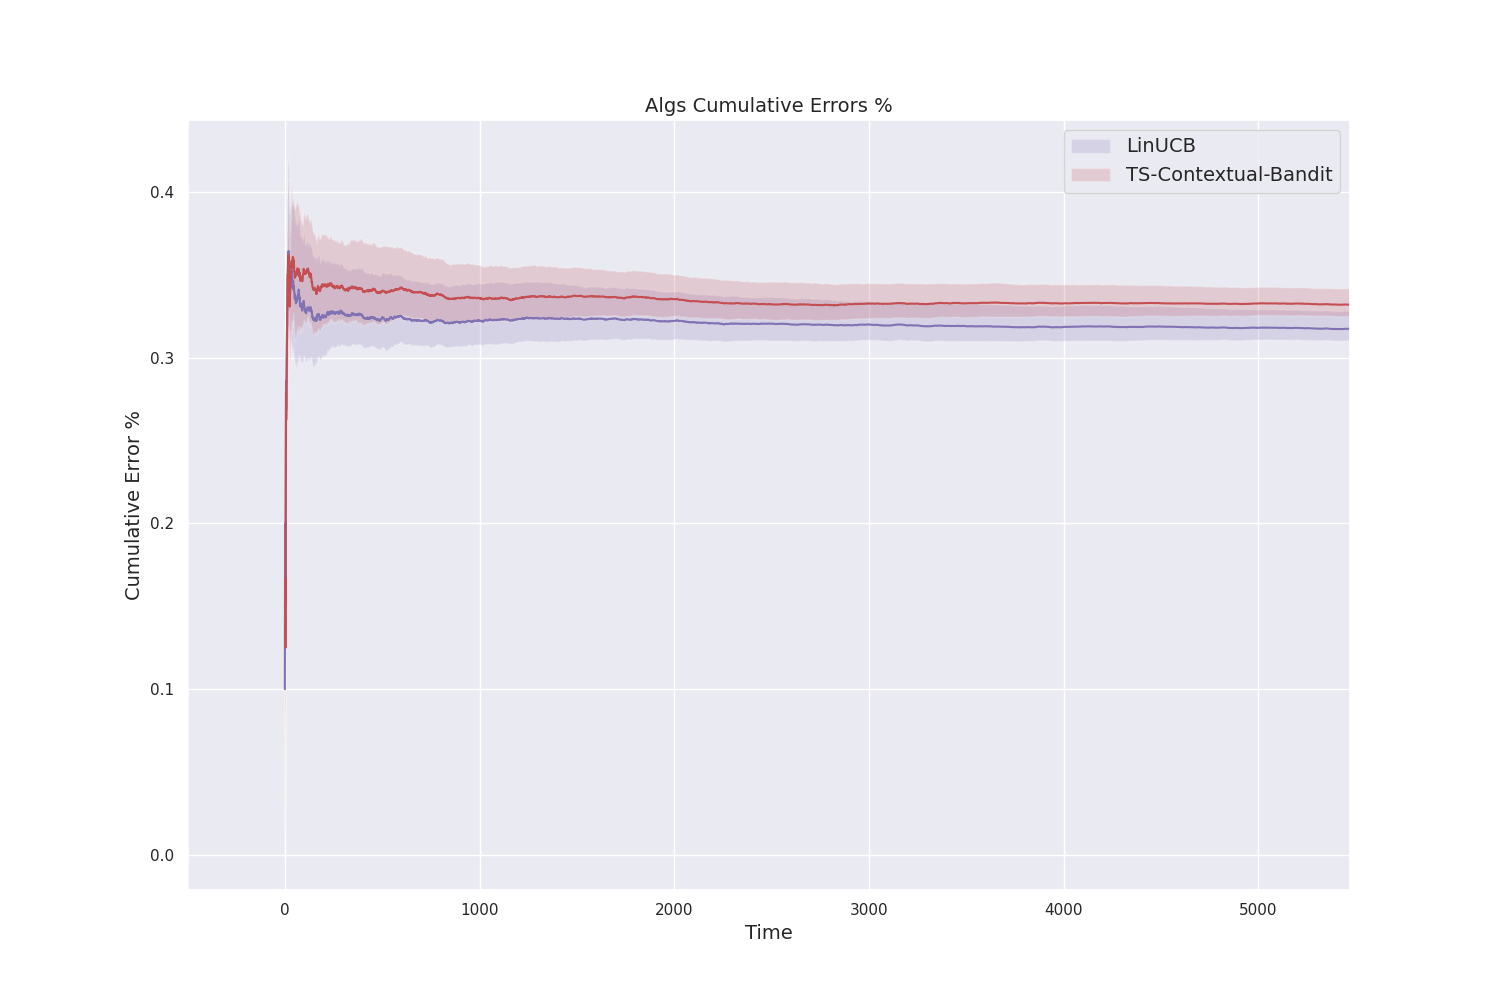 Algs Cumulative Errors %
LinUCB
TS-Contextual-Bandit
Cumulative Error %
0.4
0.3
0.2
0.1
0.0
0 1000 2000 3000 4000 5000
Time